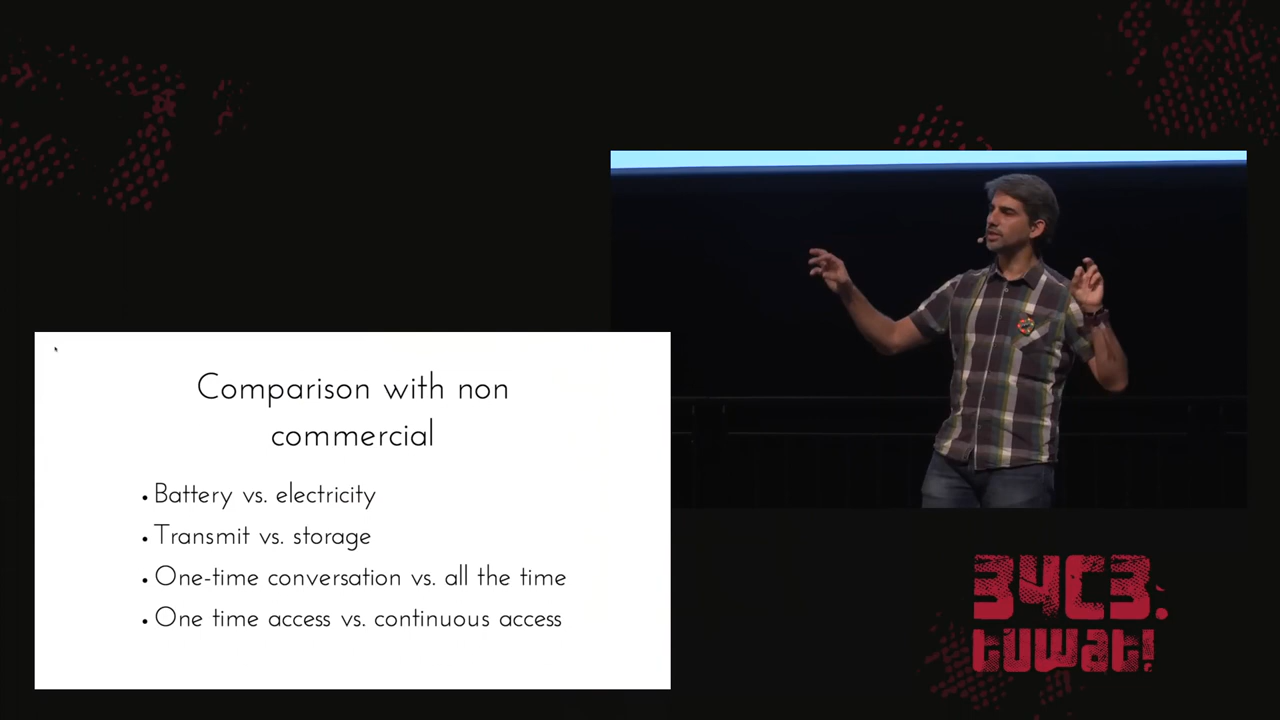 Comparison with non
commercial
• Battery vs. electricity
• Transmit vs. storage
• One-time conversation vs. all the time
• One time access vs. continuous access
34C3.
tuwat!